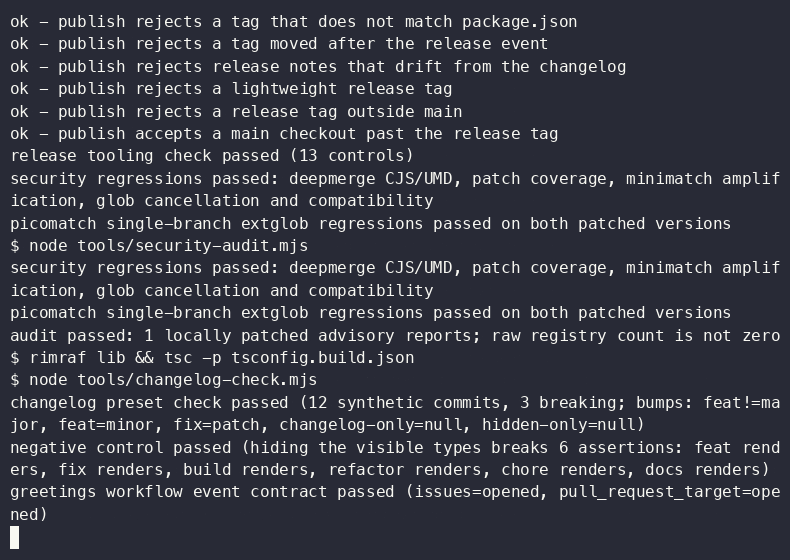 ok – publish rejects a tag that does not match package.json
ok – publish rejects a tag moved after the release event
ok – publish rejects release notes that drift from the changelog
ok – publish rejects a lightweight release tag
ok – publish rejects a release tag outside main
ok – publish accepts a main checkout past the release tag
release tooling check passed (13 controls)
security regressions passed: deepmerge CJS/UMD, patch coverage, minimatch amplif
ication, glob cancellation and compatibility
picomatch single–branch extglob regressions passed on both patched versions
$ node tools/security–audit.mjs
security regressions passed: deepmerge CJS/UMD, patch coverage, minimatch amplif
ication, glob cancellation and compatibility
picomatch single–branch extglob regressions passed on both patched versions
audit passed: 1 locally patched advisory reports; raw registry count is not zero
$ rimraf lib && tsc –p tsconfig.build.json
$ node tools/changelog–check.mjs
changelog preset check passed (12 synthetic commits, 3 breaking; bumps: feat!=ma
jor, feat=minor, fix=patch, changelog–only=null, hidden–only=null)
negative control passed (hiding the visible types breaks 6 assertions: feat rend
ers, fix renders, build renders, refactor renders, chore renders, docs renders)
greetings workflow event contract passed (issues=opened, pull_request_target=ope
ned)